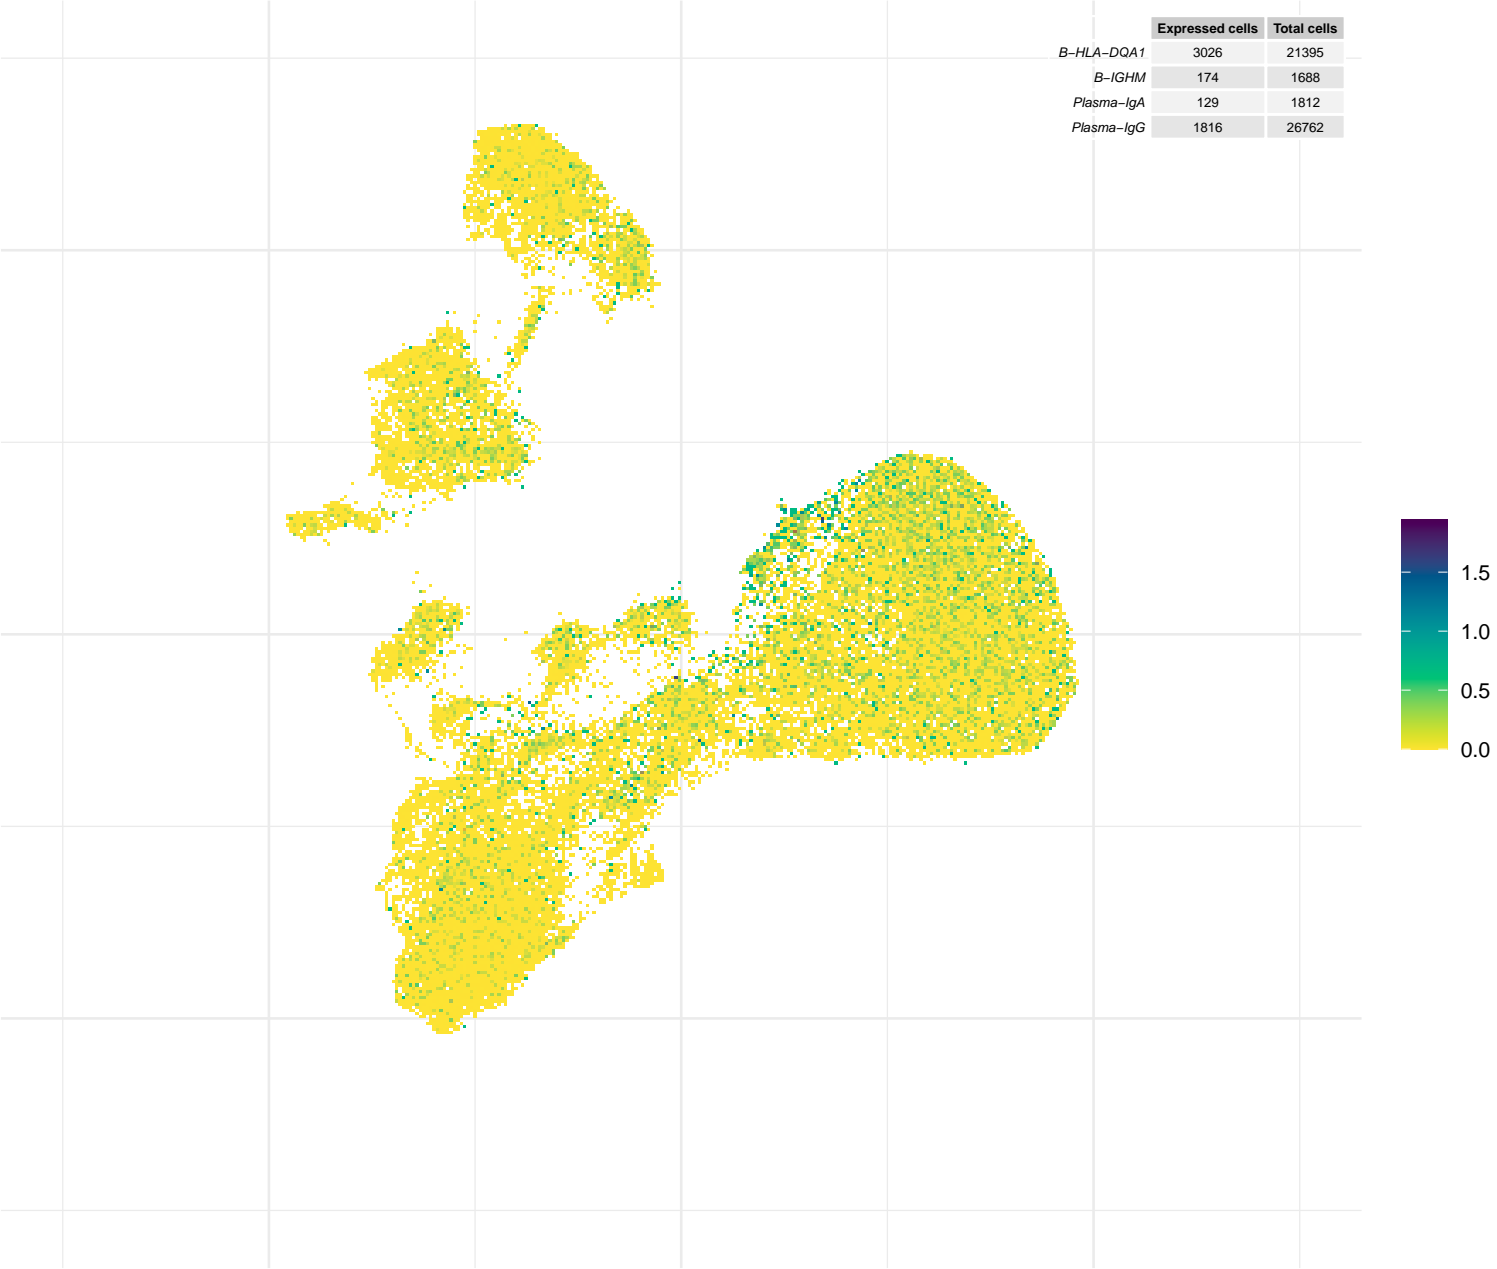 Expressed cells Total cells
B−HLA−DQA1 3026 21395
B−IGHM 174 1688
Plasma−IgA 129 1812
Plasma−IgG 1816 26762
1.5
1.0
0.5
0.0